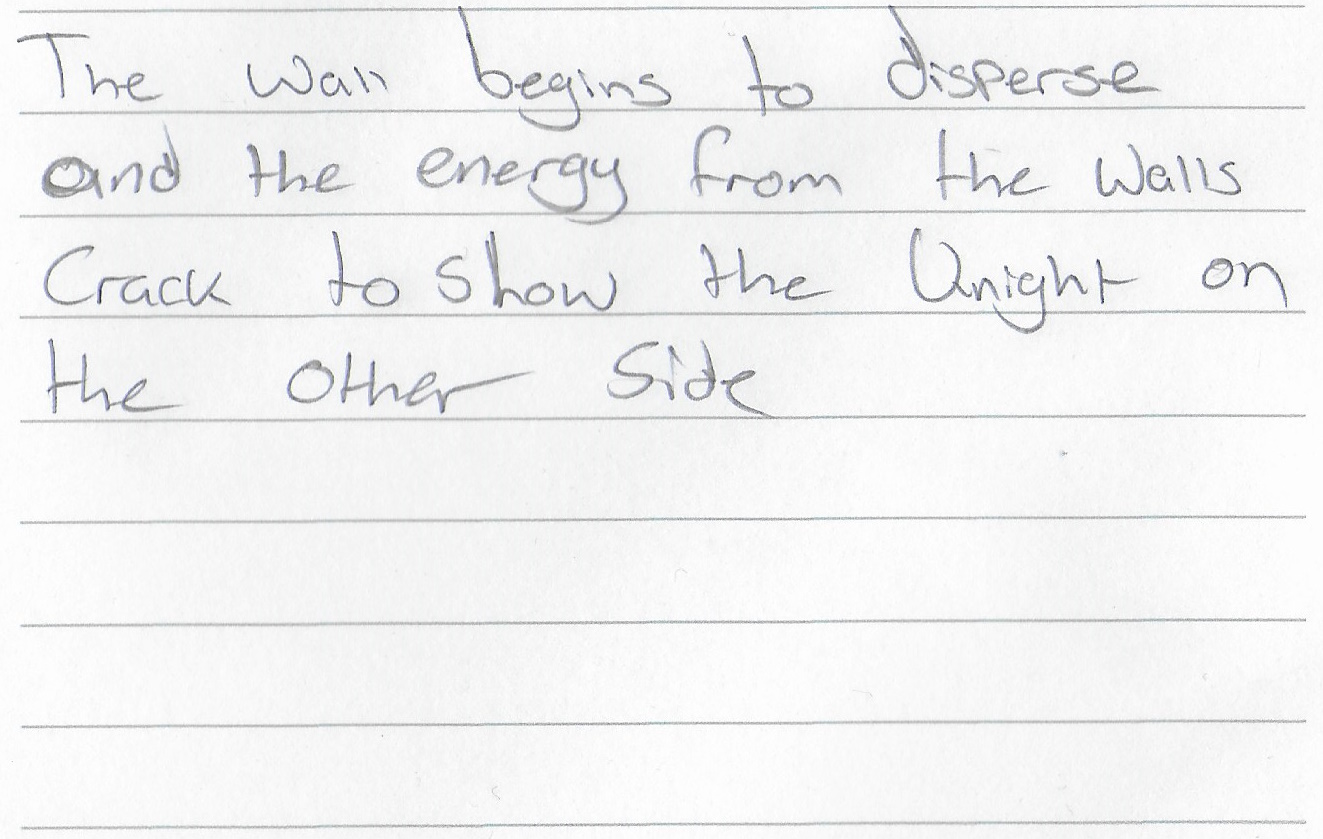 The Wall begins to disperse
and the energy from the Walls
Crack to show the Unight on
the Other Side